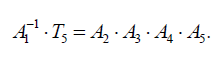 A₁⁻¹ · T₅ = A₂ · A₃ · A₄ · A₅.